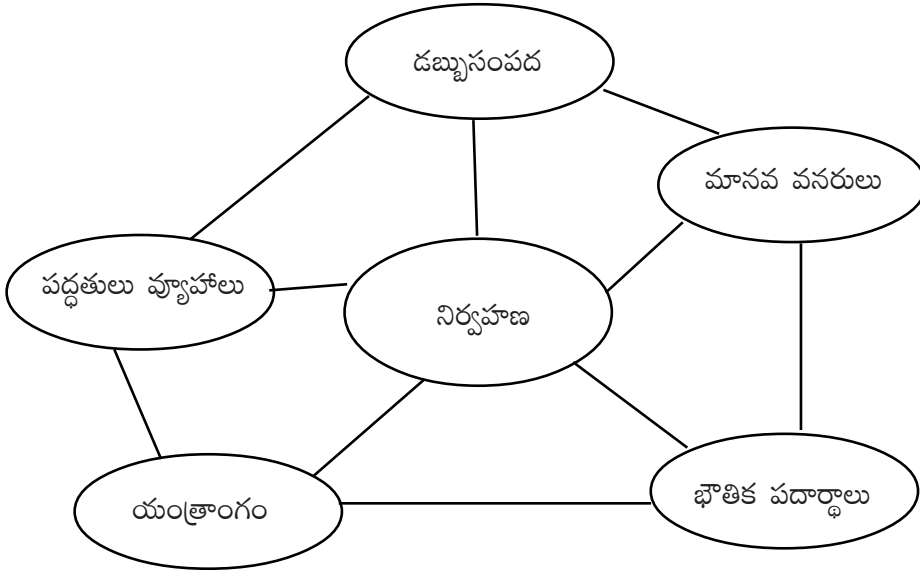 డబ్బుసంపద
మానవ వనరులు
పద్ధతులు వ్యూహాలు
నిర్వహణ
యంత్రాంగం
భౌతిక పదార్థాలు